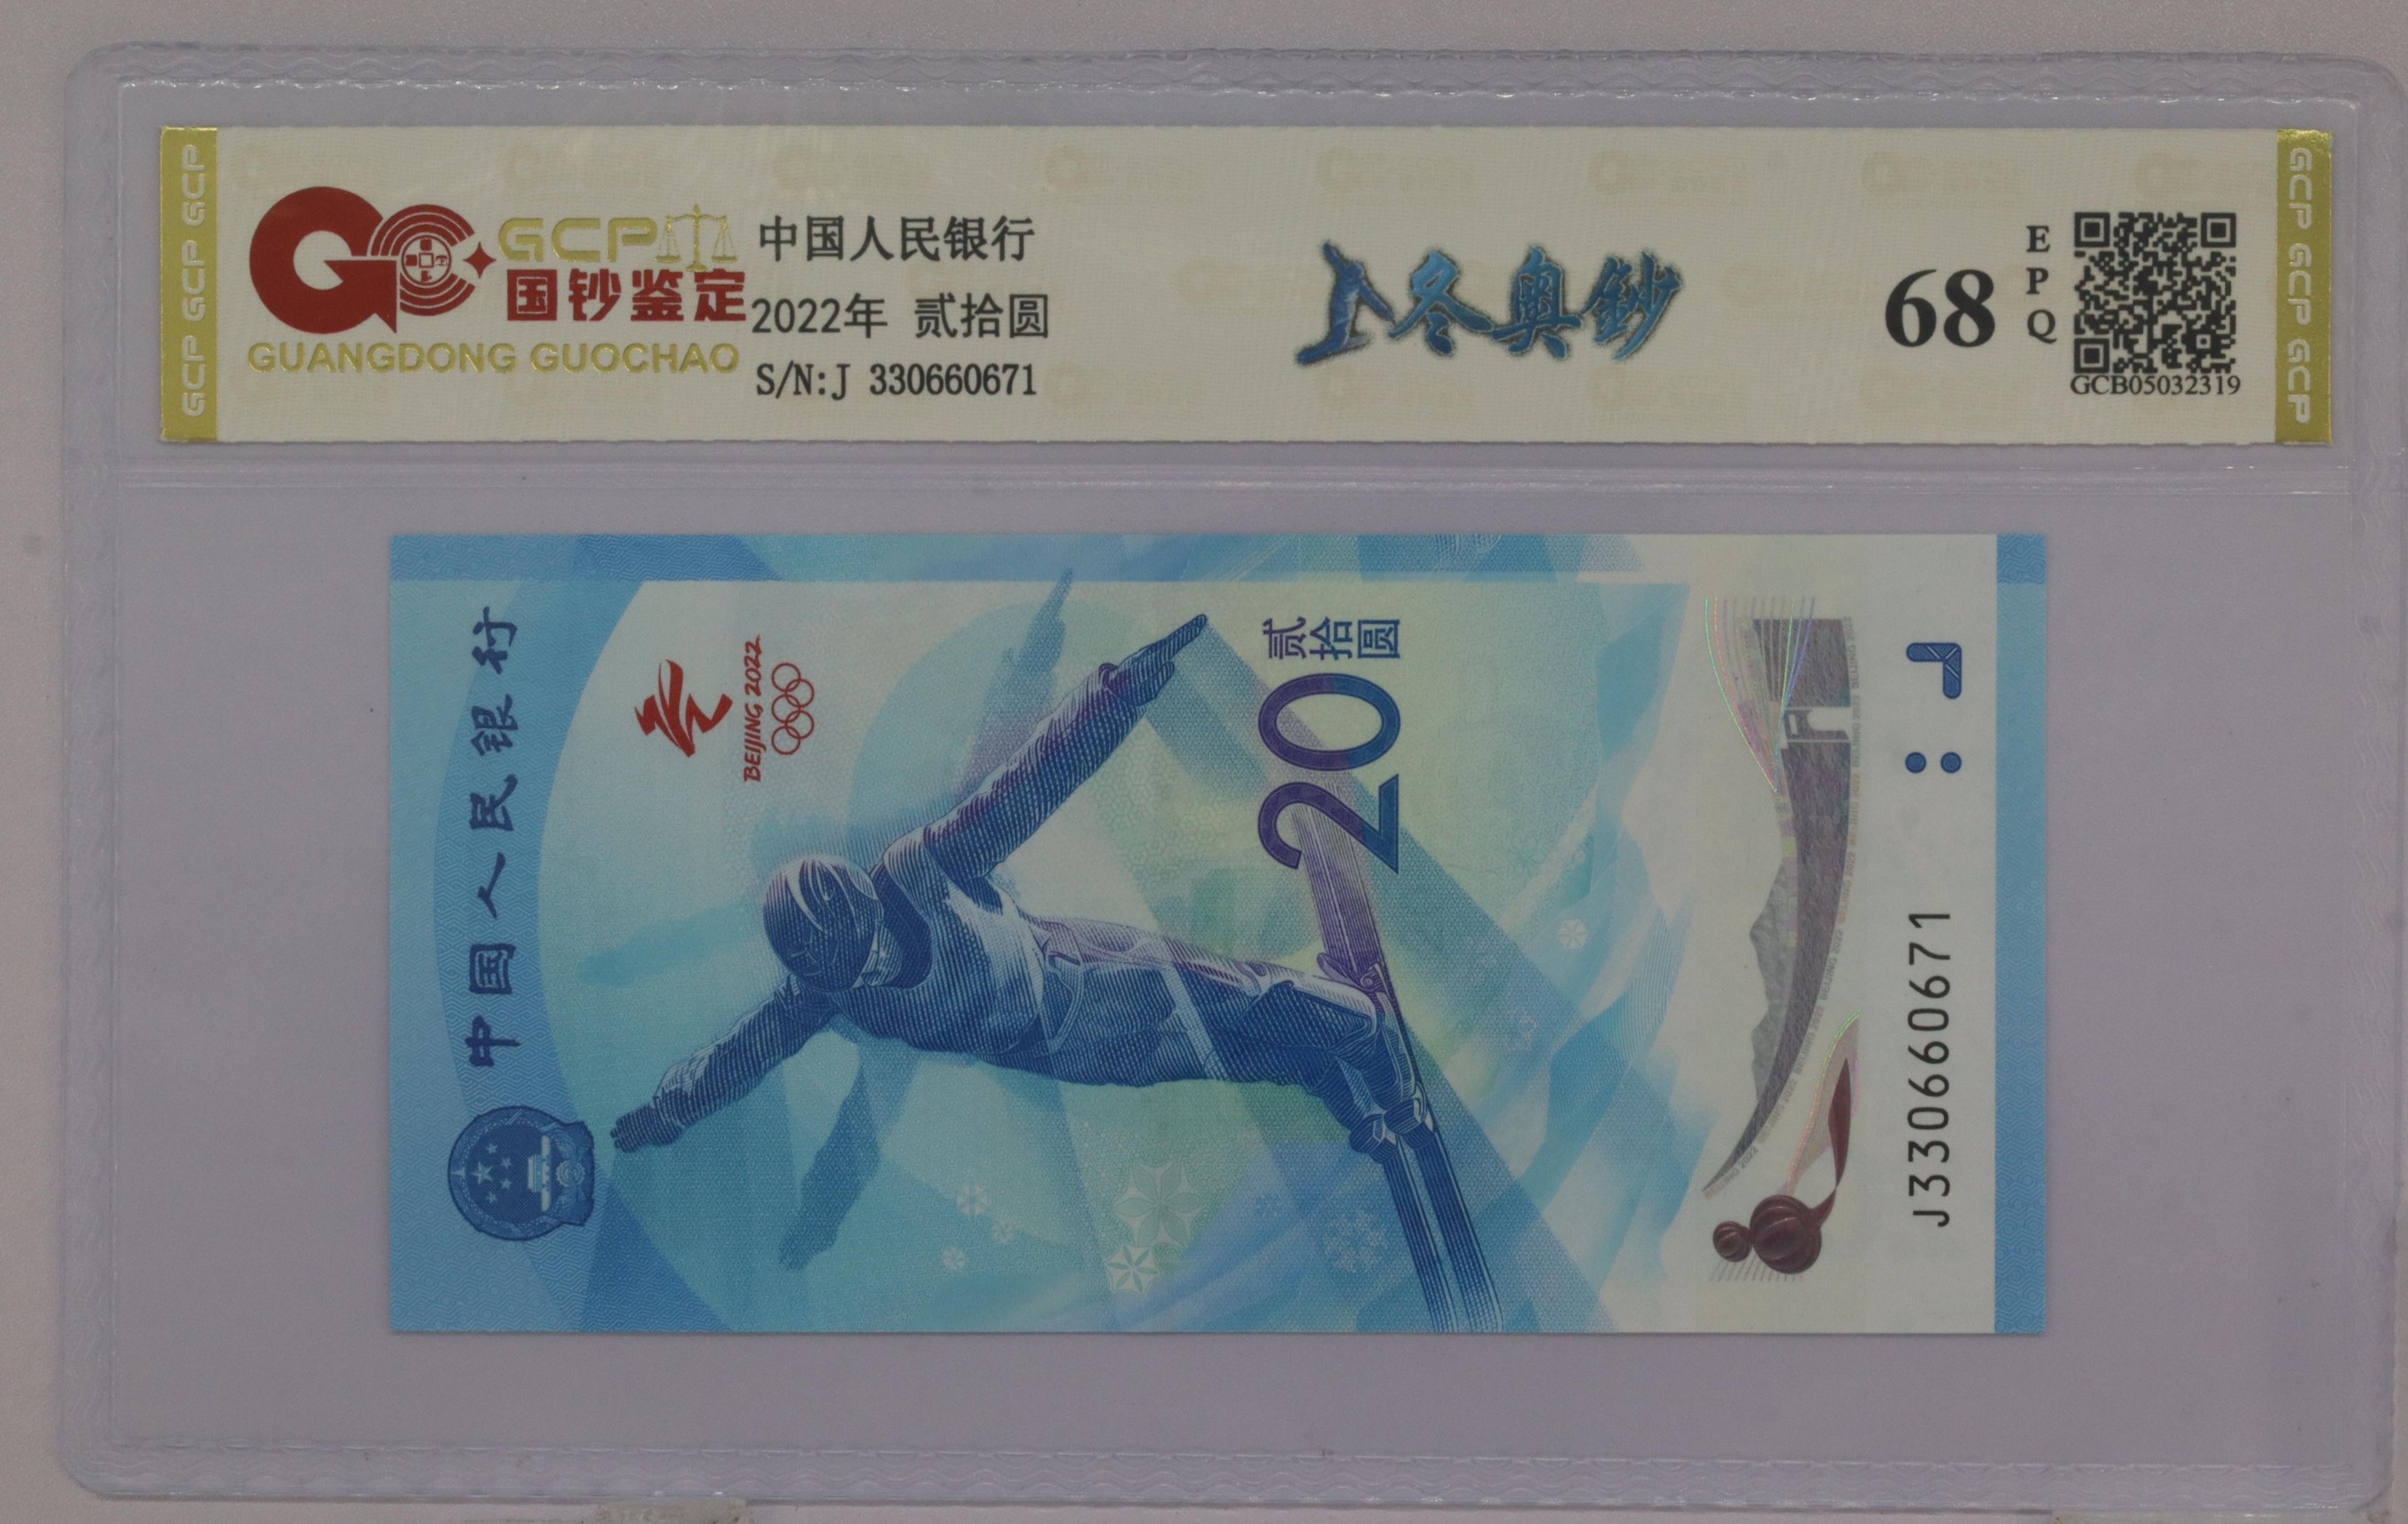 GCP GCP GCP
GCP
国钞鉴定
GUANGDONG GUOCHAO
中国人民银行
2022年 贰拾圆
S/N:J 330660671
冬奥鈔
68
EPQ
GCB05032319
GCP GCP GCP
中国人民银行
BEIJING 2022
贰拾圆
20
J330660671